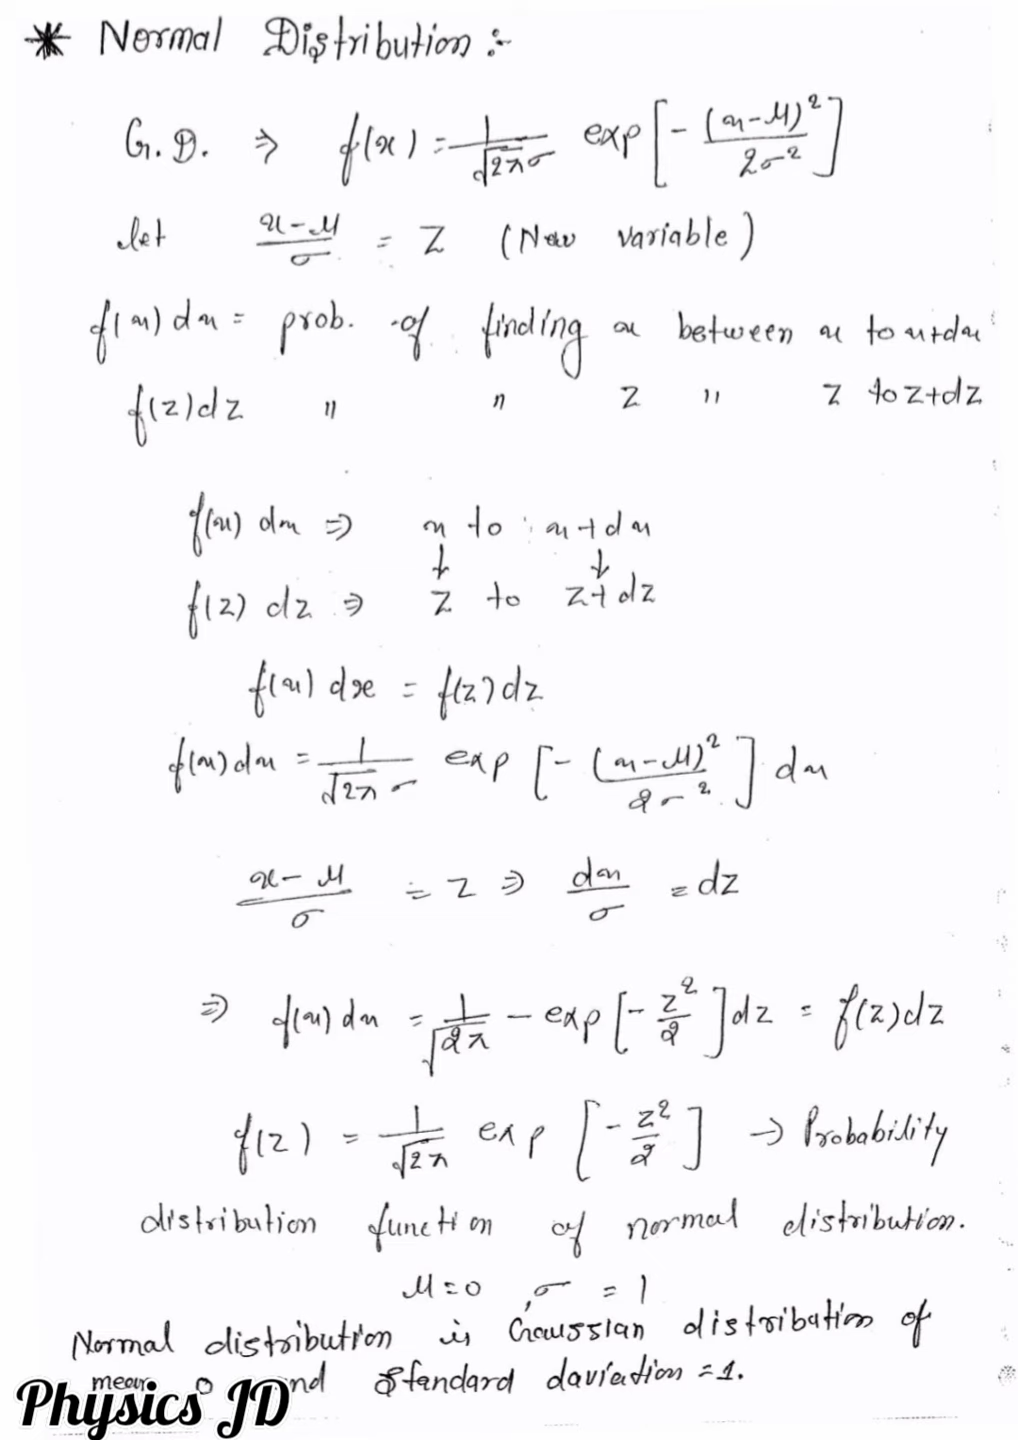 * Normal Distribution :-
G.D. ⇒ f(x) = 1/√2π σ exp [- (x-μ)²/2σ²]
let x-μ/σ = Z (New variable)
f(x) dx = prob. of finding x between x to x+dx
f(z)dz " " Z " Z to Z+dz
f(x) dx ⇒ x to x+dx
↓ ↓
f(z) dz ⇒ Z to Z+dz
f(x) dx = f(z)dz
f(x)dx = 1/√2π σ exp [- (x-μ)²/2σ²] dx
x-μ/σ = Z ⇒ dx/σ = dz
⇒ f(x) dx = 1/√2π - exp [- z²/2] dz = f(z)dz
f(z) = 1/√2π exp [- z²/2] → Probability
distribution function of normal distribution.
μ=0, σ = 1
Normal distribution is Gaussian distribation of
mean 0 and Standard daviation = 1.
Physics JD